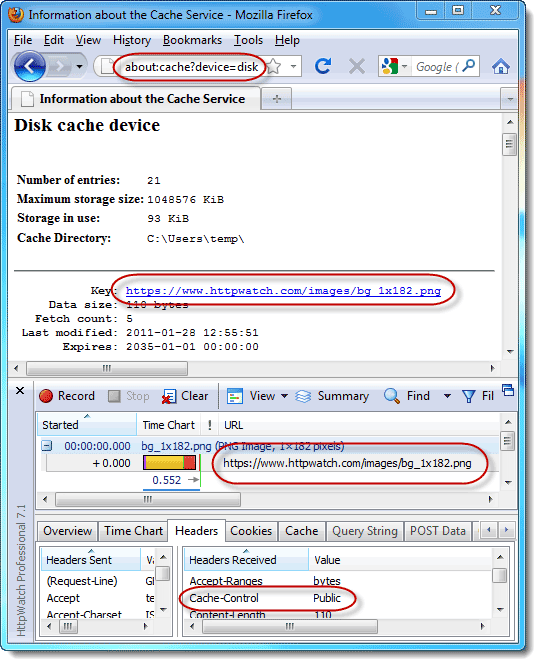 Information about the Cache Service - Mozilla Firefox
File Edit View History Bookmarks Tools Help
about:cache?device=disk
Google
Information about the Cache Service
Disk cache device
Number of entries: 21
Maximum storage size: 1048576 KiB
Storage in use: 93 KiB
Cache Directory: C:\Users\temp\
Key: https://www.httpwatch.com/images/bg_1x182.png
Data size: 110 bytes
Fetch count: 5
Last modified: 2011-01-28 12:55:51
Expires: 2035-01-01 00:00:00
Record Stop Clear View Summary Find Fil
Started Time Chart ! URL
00:00:00.000 bg_1x182.png (PNG Image, 1×182 pixels)
+ 0.000 https://www.httpwatch.com/images/bg_1x182.png
0.552
Overview Time Chart Headers Cookies Cache Query String POST Data
Headers Sent Va
Headers Received Value
(Request-Line) GE
Accept-Ranges bytes
Accept te
Cache-Control Public
Accept-Charset IS
Content-Length 110
HttpWatch Professional 7.1